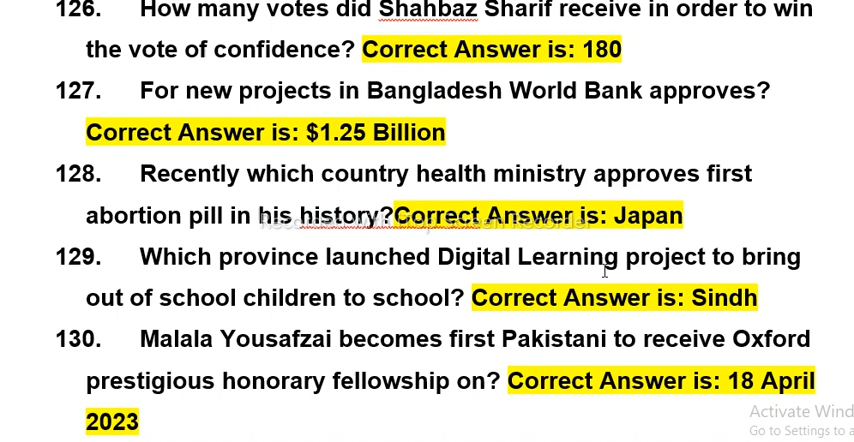 126. How many votes did Shahbaz Sharif receive in order to win
the vote of confidence? Correct Answer is: 180
127. For new projects in Bangladesh World Bank approves?
Correct Answer is: $1.25 Billion
128. Recently which country health ministry approves first
abortion pill in his history?Correct Answer is: Japan
129. Which province launched Digital Learning project to bring
out of school children to school? Correct Answer is: Sindh
130. Malala Yousafzai becomes first Pakistani to receive Oxford
prestigious honorary fellowship on? Correct Answer is: 18 April
2023
Activate Wind
Go to Settings to a